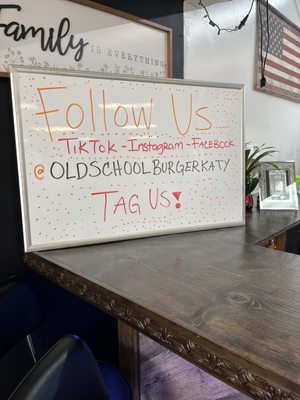 Family
IS EVERYTHING
Follow Us
TikTok - Instagram - FACEBOOK
@OLDSCHOOLBURGERKATY
TAG US!